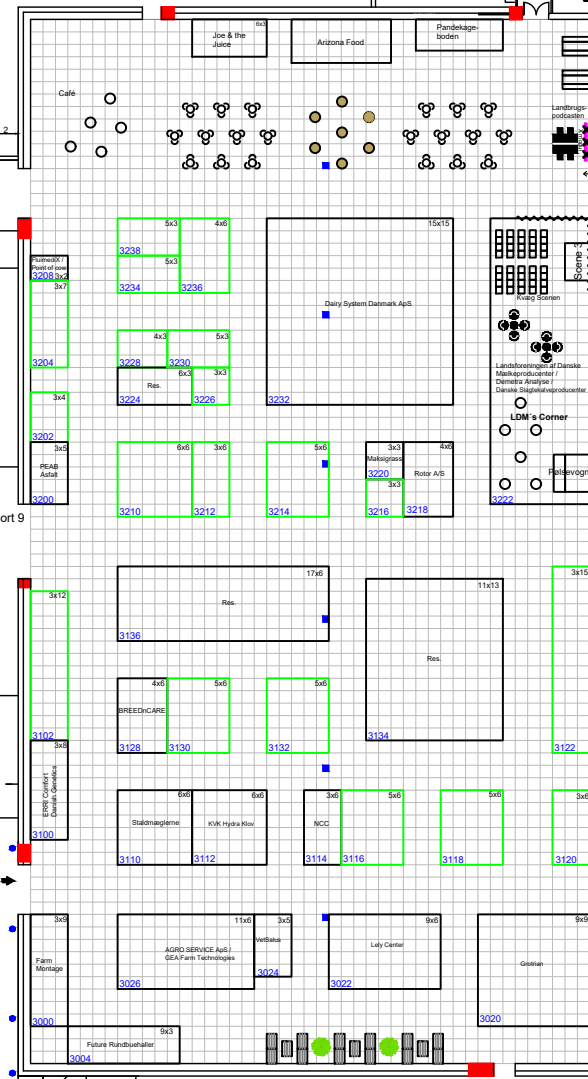 6x3
Joe & the
Juice
Arizona Food
Pandekage-
boden
Café
Landbrugs-
podcasten
2
5x3
4x6
15x15
3238
5x3
FluimediX /
Point of cow
3208 3x2
3234
3236
3x7
Scene 3
Kvæg Scenen
Dairy System Danmark ApS
4x3
5x3
3204
3228
3230
6x3
3x3
Res.
3224
3226
3232
Landsforeningen af Danske
Mælkeproducenter /
Demetra Analyse /
Danske Slagtekalveproducenter
3x4
LDM´s Corner
3202
3x5
6x6
3x6
5x6
3x3
4x6
Maksigrass
PEAB
Asfalt
3220
Rotor A/S
Pølsevogn
3x3
3200
3210
3212
3214
3216
3218
3222
ort 9
17x6
3x15
11x13
3x12
Res.
3136
Res.
4x6
5x6
5x6
BREEDnCARE
3102
3128
3130
3132
3134
3122
3x8
ERRI Comfort
Danish Genetics
6x6
6x6
3x6
5x6
5x6
3x6
Staldmæglerne
KVK Hydra Klov
NCC
3100
3110
3112
3114
3116
3118
3120
3x9
11x6
3x5
9x6
9x9
VetSalus
AGRO SERVICE ApS /
GEA Farm Technologies
Lely Center
Farm
Montage
Grotrian
3024
3026
3022
3000
3020
9x3
Future Rundbuehaller
3004